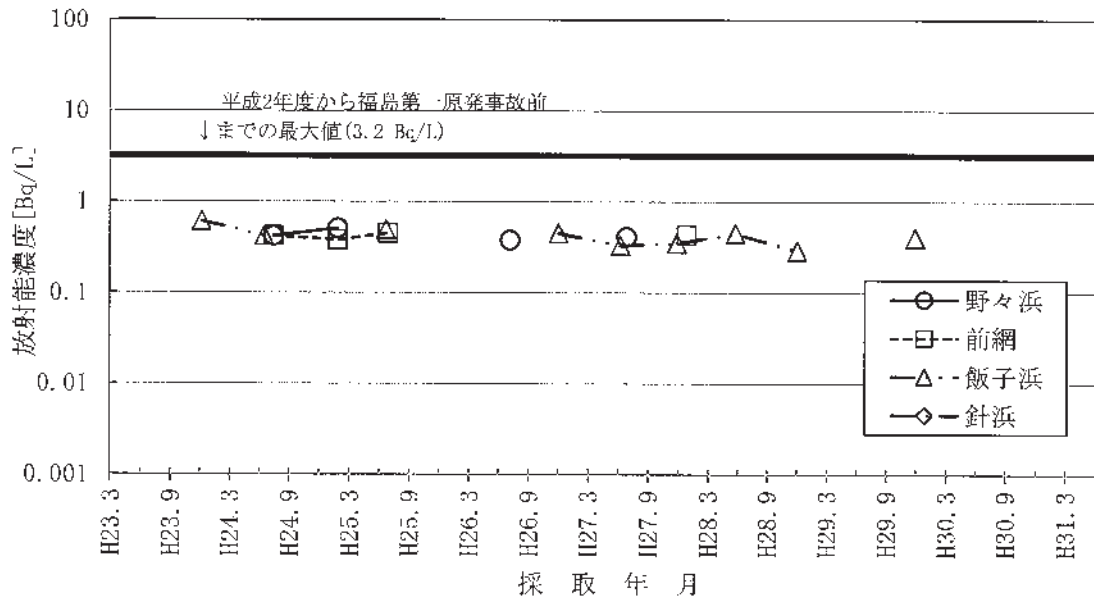 100
平成2年度から福島第一原発事故前
10
↓までの最大値(3.2 Bq/L)
1
放射能濃度[Bq/L]
0.1
野々浜
前網
0.01
飯子浜
針浜
0.001
H23.3
H23.9
H24.3
H24.9
H25.3
H25.9
H26.3
H26.9
H27.3
H27.9
H28.3
H28.9
H29.3
H29.9
H30.3
H30.9
H31.3
採 取 年 月